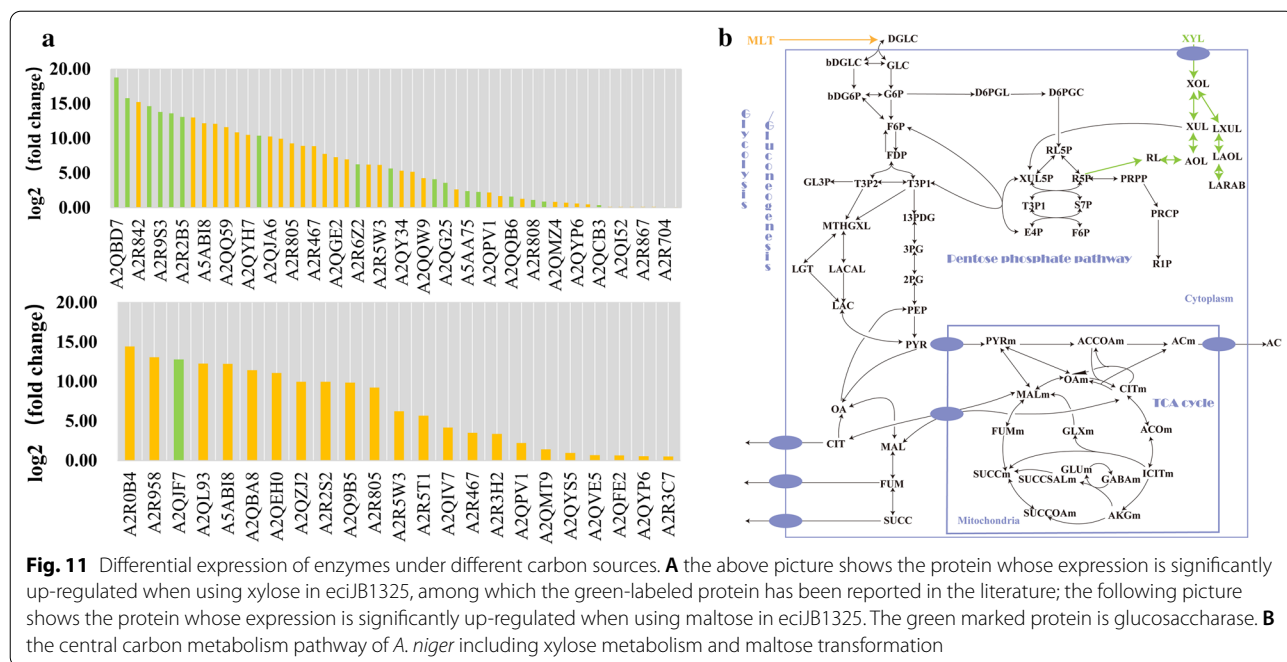 a
20.00
15.00
10.00
5.00
0.00
log2 (fold change)
A2QBD7 A2R842 A2R9S3 A2R2B5 A5ABI8 A2QQ59 A2QYH7 A2QJA6 A2R805 A2R467 A2QGE2 A2R6Z2 A2R5W3 A2QY34 A2QQW9 A2QG25 A5AA75 A2QPV1 A2QQB6 A2R808 A2QMZ4 A2QYP6 A2QCB3 A2QI52 A2R867 A2R704
20.00
15.00
10.00
5.00
0.00
log2 (fold change)
A2R0B4 A2R958 A2QJF7 A2QL93 A5ABI8 A2QBA8 A2QEH0 A2QZJ2 A2R2S2 A2Q9B5 A2R805 A2R5W3 A2R5T1 A2QIV7 A2R467 A2R3H2 A2QPV1 A2QMT9 A2QYS5 A2QVE5 A2QFE2 A2QYP6 A2R3C7
b
MLT
DGLC
XYL
bDGLC GLC
XOL
bDG6P G6P D6PGL D6PGC
F6P
XUL LXUL
Glycolysis
/Gluconegenesis
RL5P
RL AOL LAOL
FDP
XUL5P R5P PRPP LARAB
GL3P T3P2 T3P1
T3P1 S7P PRCP
MTHGXL 13PDG
E4P F6P
3PG
Pentose phosphate pathway R1P
LGT LACAL 2PG
Cytoplasm
LAC PEP
PYR PYRm ACCOAm ACm AC
OAm CITm
MALm
TCA cycle
OA
CIT MAL
FUMm GLXm ACOm
SUCCm GLUm ICITm
SUCCSALm GABAm
FUM
SUCCOAm AKGm
SUCC
Mitochondria
Fig. 11 Differential expression of enzymes under different carbon sources. A the above picture shows the protein whose expression is significantly
up-regulated when using xylose in eciJB1325, among which the green-labeled protein has been reported in the literature; the following picture
shows the protein whose expression is significantly up-regulated when using maltose in eciJB1325. The green marked protein is glucosaccharase. B
the central carbon metabolism pathway of A. niger including xylose metabolism and maltose transformation